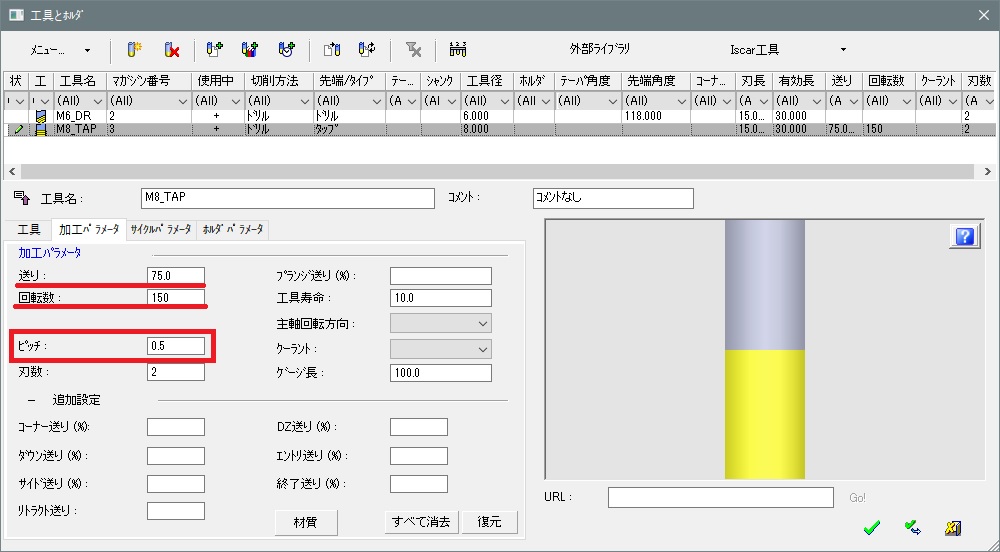 工具とホルダ
メニュー... 外部ライブラリ Iscar工具
状 工 工具名 マガジン番号 使用中 切削方法 先端/タイプ テー... シャンク 工具径 ホルダ テーパ角度 先端角度 コーナ... 刃長 有効長 送り 回転数 クーラント 刃数
(All) (All) (All) (All) (All) (A (Al (All) (All (All) (All) (All (A (All) (A (All) (All) (All)
M6_DR 2 + ドリル ドリル 6.000 118.000 15.0... 30.000 2
M8_TAP 3 + ドリル タップ 8.000 15.0... 30.000 75.0... 150 2
工具名: M8_TAP コメント: コメントなし
工具 加工パラメータ サイクルパラメータ ホルダパラメータ
加工パラメータ
送り: 75.0 プランジ送り(%):
回転数: 150 工具寿命: 10.0
主軸回転方向:
ピッチ: 0.5 クーラント:
刃数: 2 ゲージ長: 100.0
− 追加設定
コーナー送り(%): DZ送り(%):
ダウン送り(%): エントリ送り(%):
サイド送り(%): 終了送り(%):
リトラクト送り:
材質 すべて消去 復元
URL: Go!